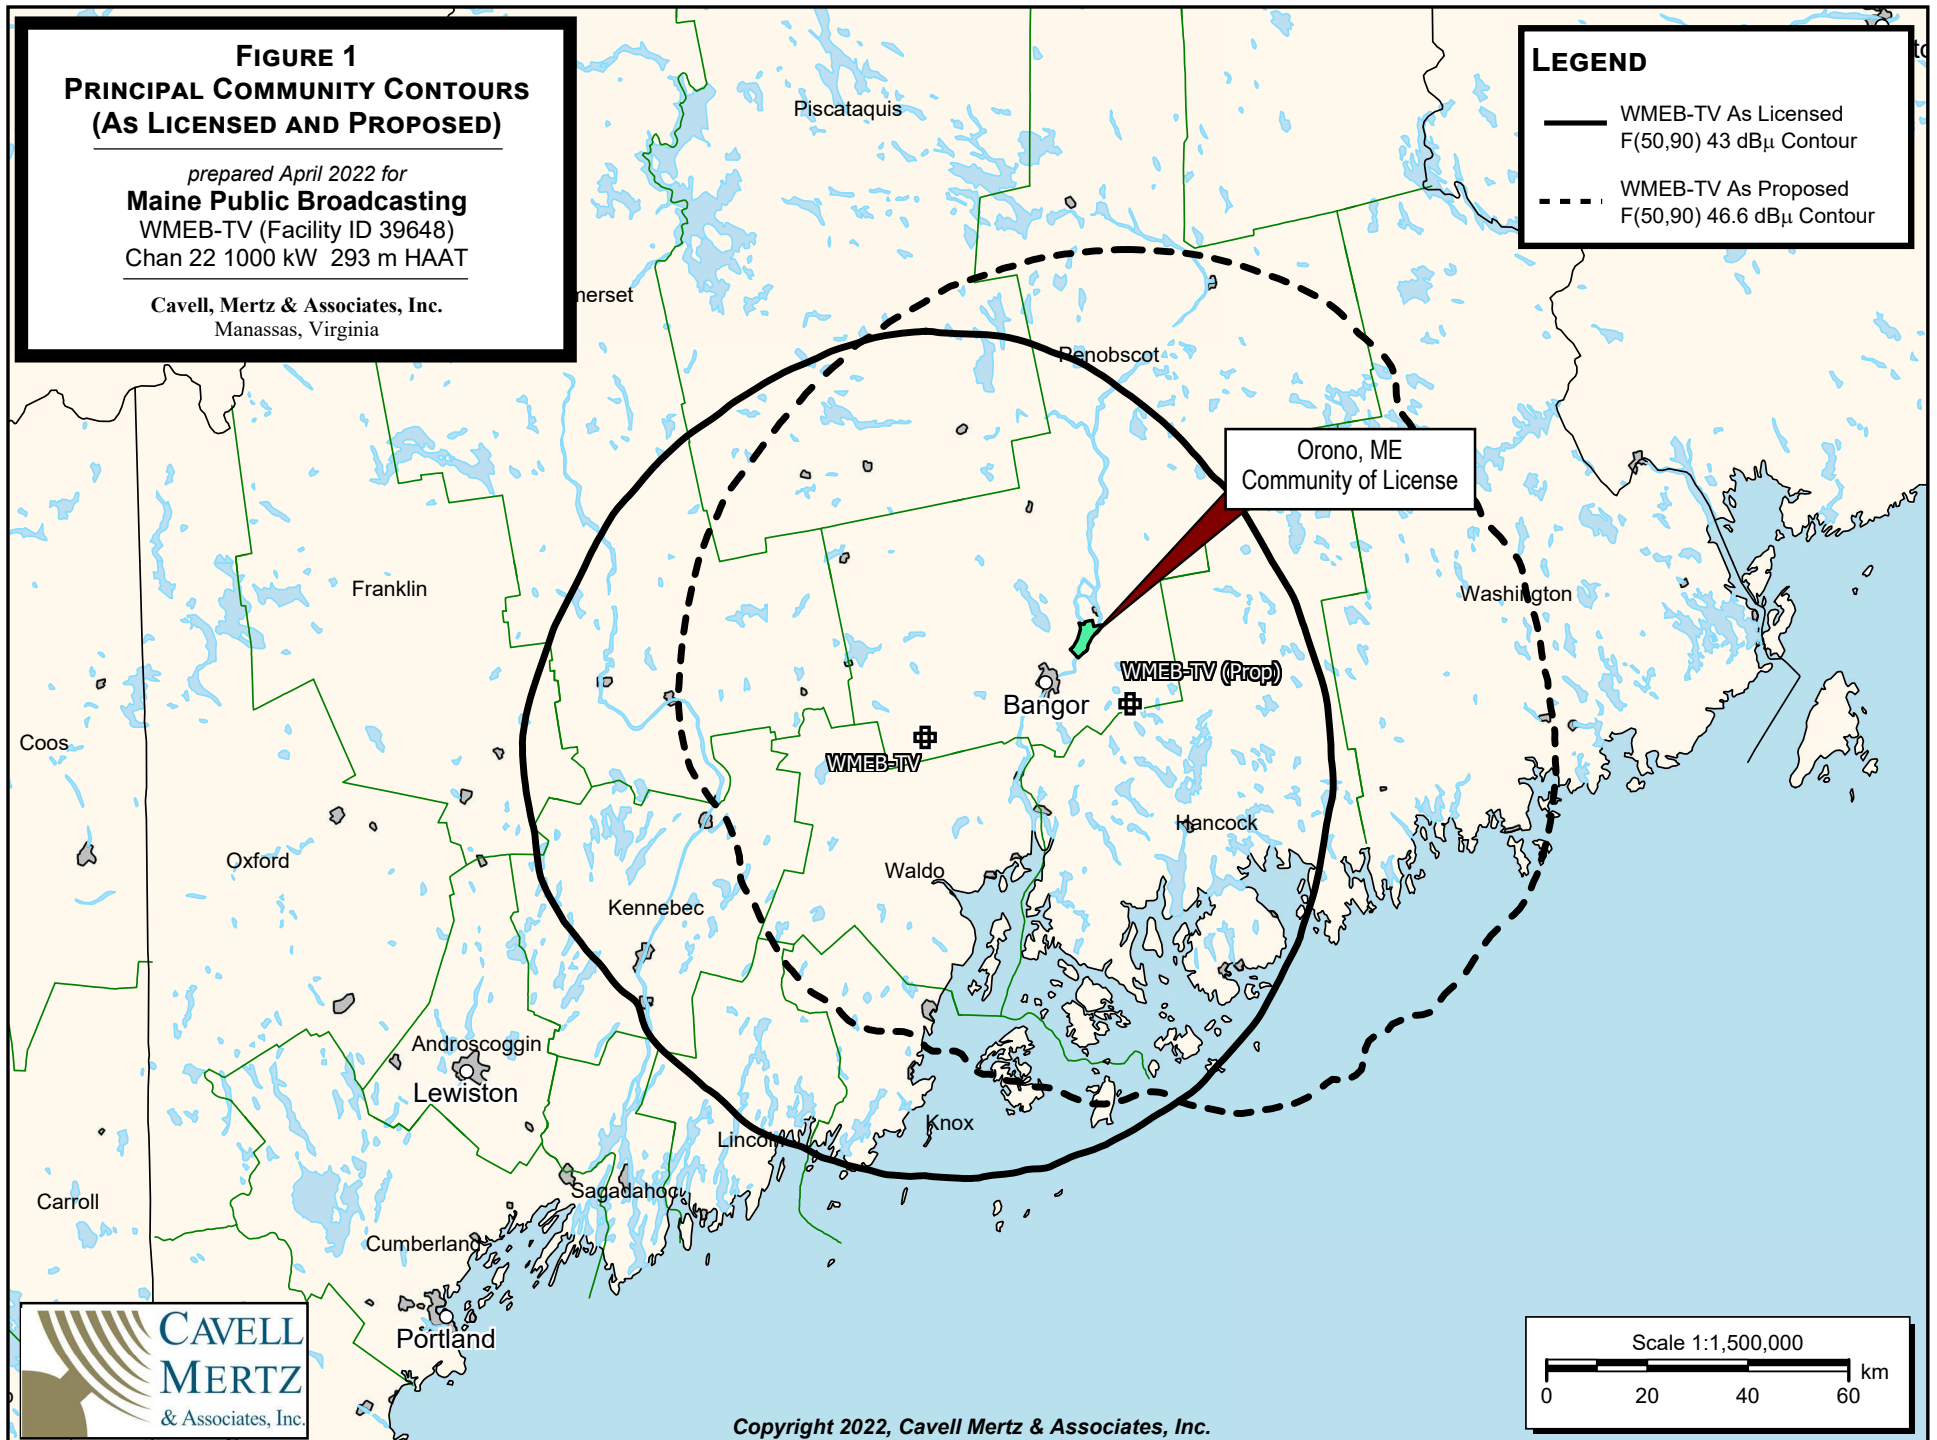 FIGURE 1
PRINCIPAL COMMUNITY CONTOURS
(AS LICENSED AND PROPOSED)
prepared April 2022 for
Maine Public Broadcasting
WMEB-TV (Facility ID 39648)
Chan 22 1000 kW 293 m HAAT
Cavell, Mertz & Associates, Inc.
Manassas, Virginia
LEGEND
WMEB-TV As Licensed
F(50,90) 43 dBμ Contour
WMEB-TV As Proposed
F(50,90) 46.6 dBμ Contour
Piscataquis
merset
Penobscot
Orono, ME
Community of License
Franklin
Washington
WMEB-TV (Prop)
Bangor
Coos
WMEB-TV
Hancock
Oxford
Waldo
Kennebec
Androscoggin
Lewiston
Knox
Lincoln
Sagadahoc
Carroll
Cumberland
Portland
CAVELL
MERTZ
& Associates, Inc.
Scale 1:1,500,000
km
0 20 40 60
Copyright 2022, Cavell Mertz & Associates, Inc.